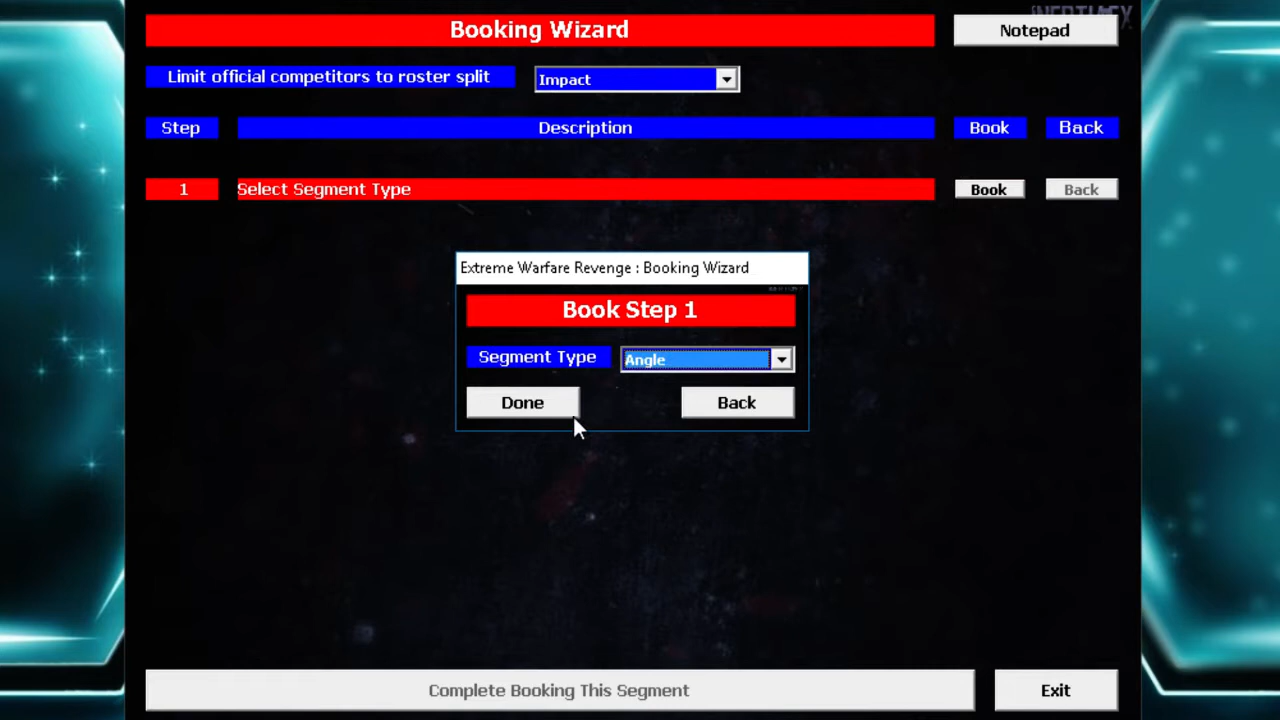 Booking Wizard
Notepad
Limit official competitors to roster split
Impact
Step
Description
Book
Back
1
Select Segment Type
Book
Back
Extreme Warfare Revenge : Booking Wizard
Book Step 1
Segment Type
Angle
Done
Back
Complete Booking This Segment
Exit